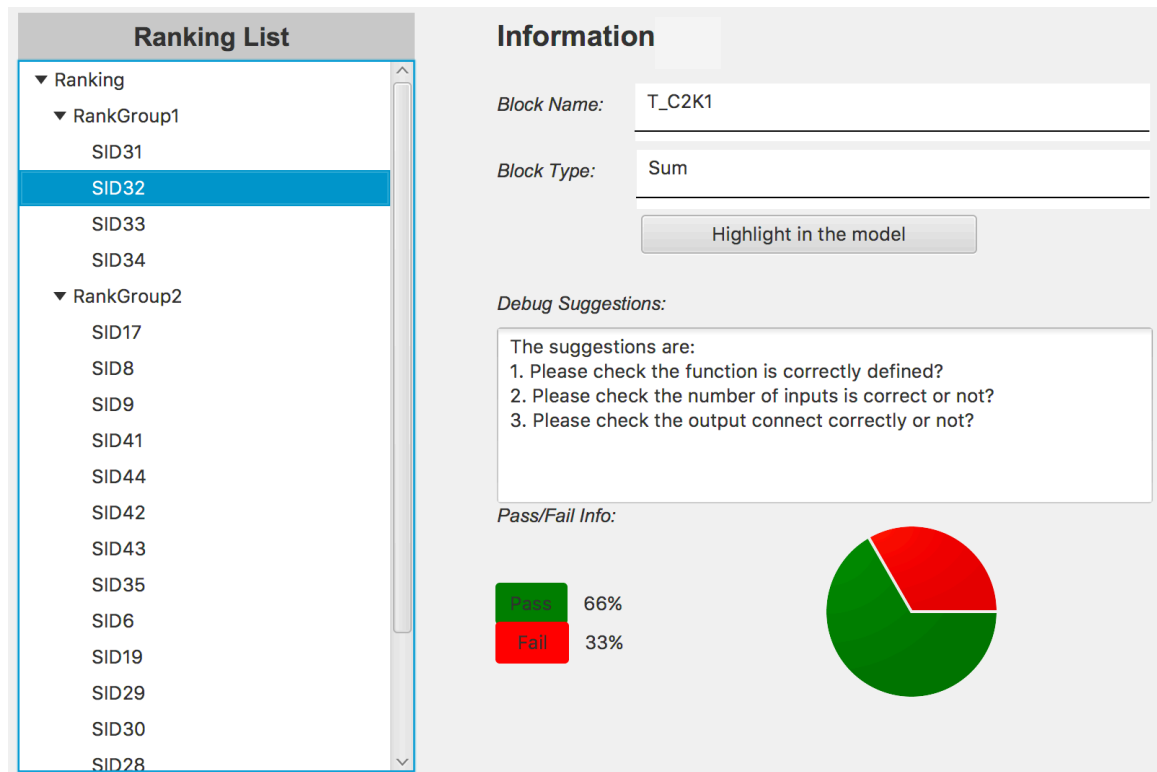 Ranking List
Ranking
RankGroup1
SID31
SID32
SID33
SID34
RankGroup2
SID17
SID8
SID9
SID41
SID44
SID42
SID43
SID35
SID6
SID19
SID29
SID30
SID28
Information
Block Name: T_C2K1
Block Type: Sum
Highlight in the model
Debug Suggestions:
The suggestions are:
1. Please check the function is correctly defined?
2. Please check the number of inputs is correct or not?
3. Please check the output connect correctly or not?
Pass/Fail Info:
Pass 66%
Fail 33%